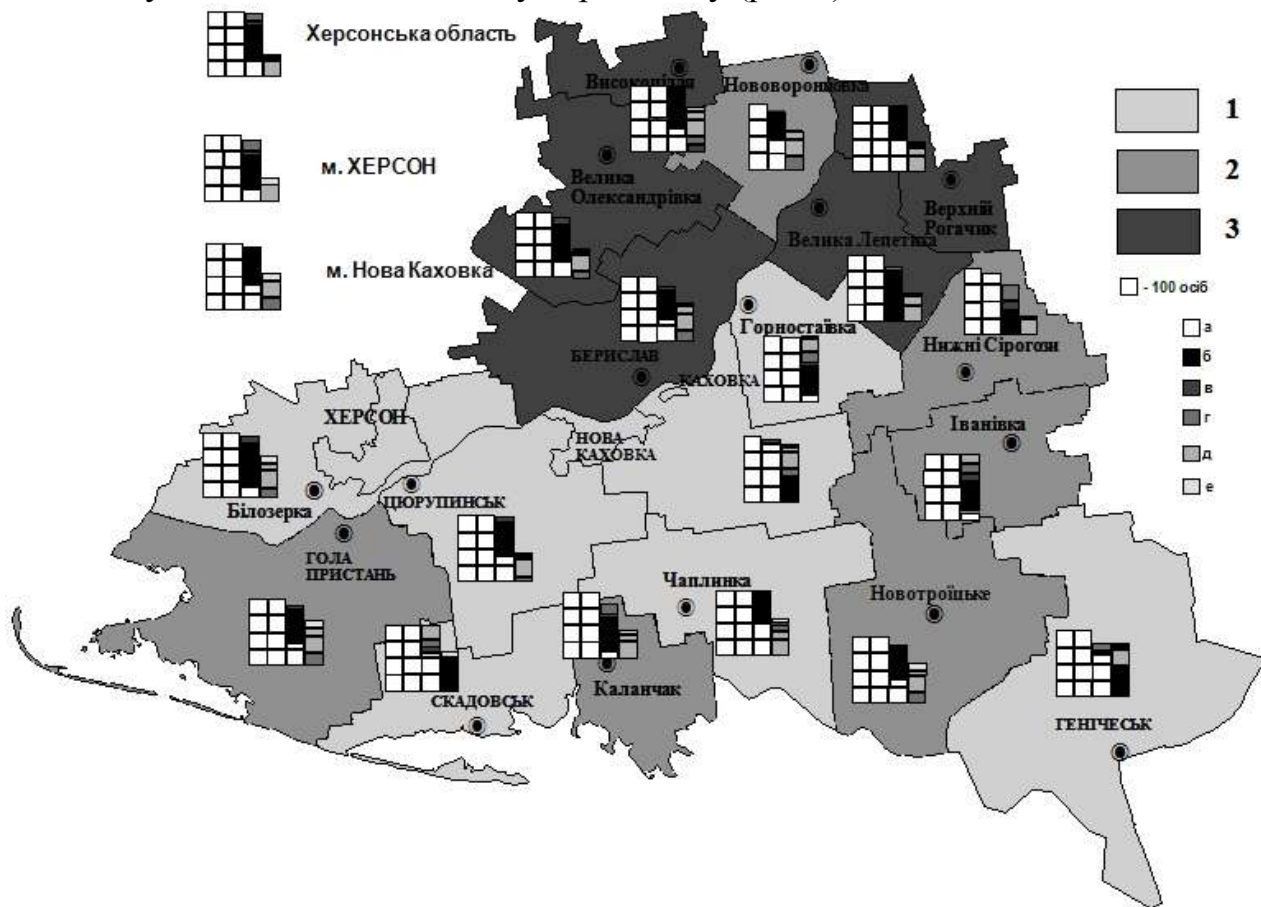 Херсонська область
м. ХЕРСОН
м. Нова Каховка
Високопілля
Нововоронцовка
Велика
Олександрівка
Верхній
Рогачик
Велика Лепетиха
Горностаївка
Нижні Сірогози
БЕРИСЛАВ
КАХОВКА
ХЕРСОН
НОВА
КАХОВКА
Іванівка
Білозерка
ЦЮРУПИНСЬК
ГОЛА
ПРИСТАНЬ
Чаплинка
Новотроїцьке
Каланчак
СКАДОВСЬК
ГЕНІЧЕСЬК
1
2
3
- 100 осіб
а
б
в
г
д
е